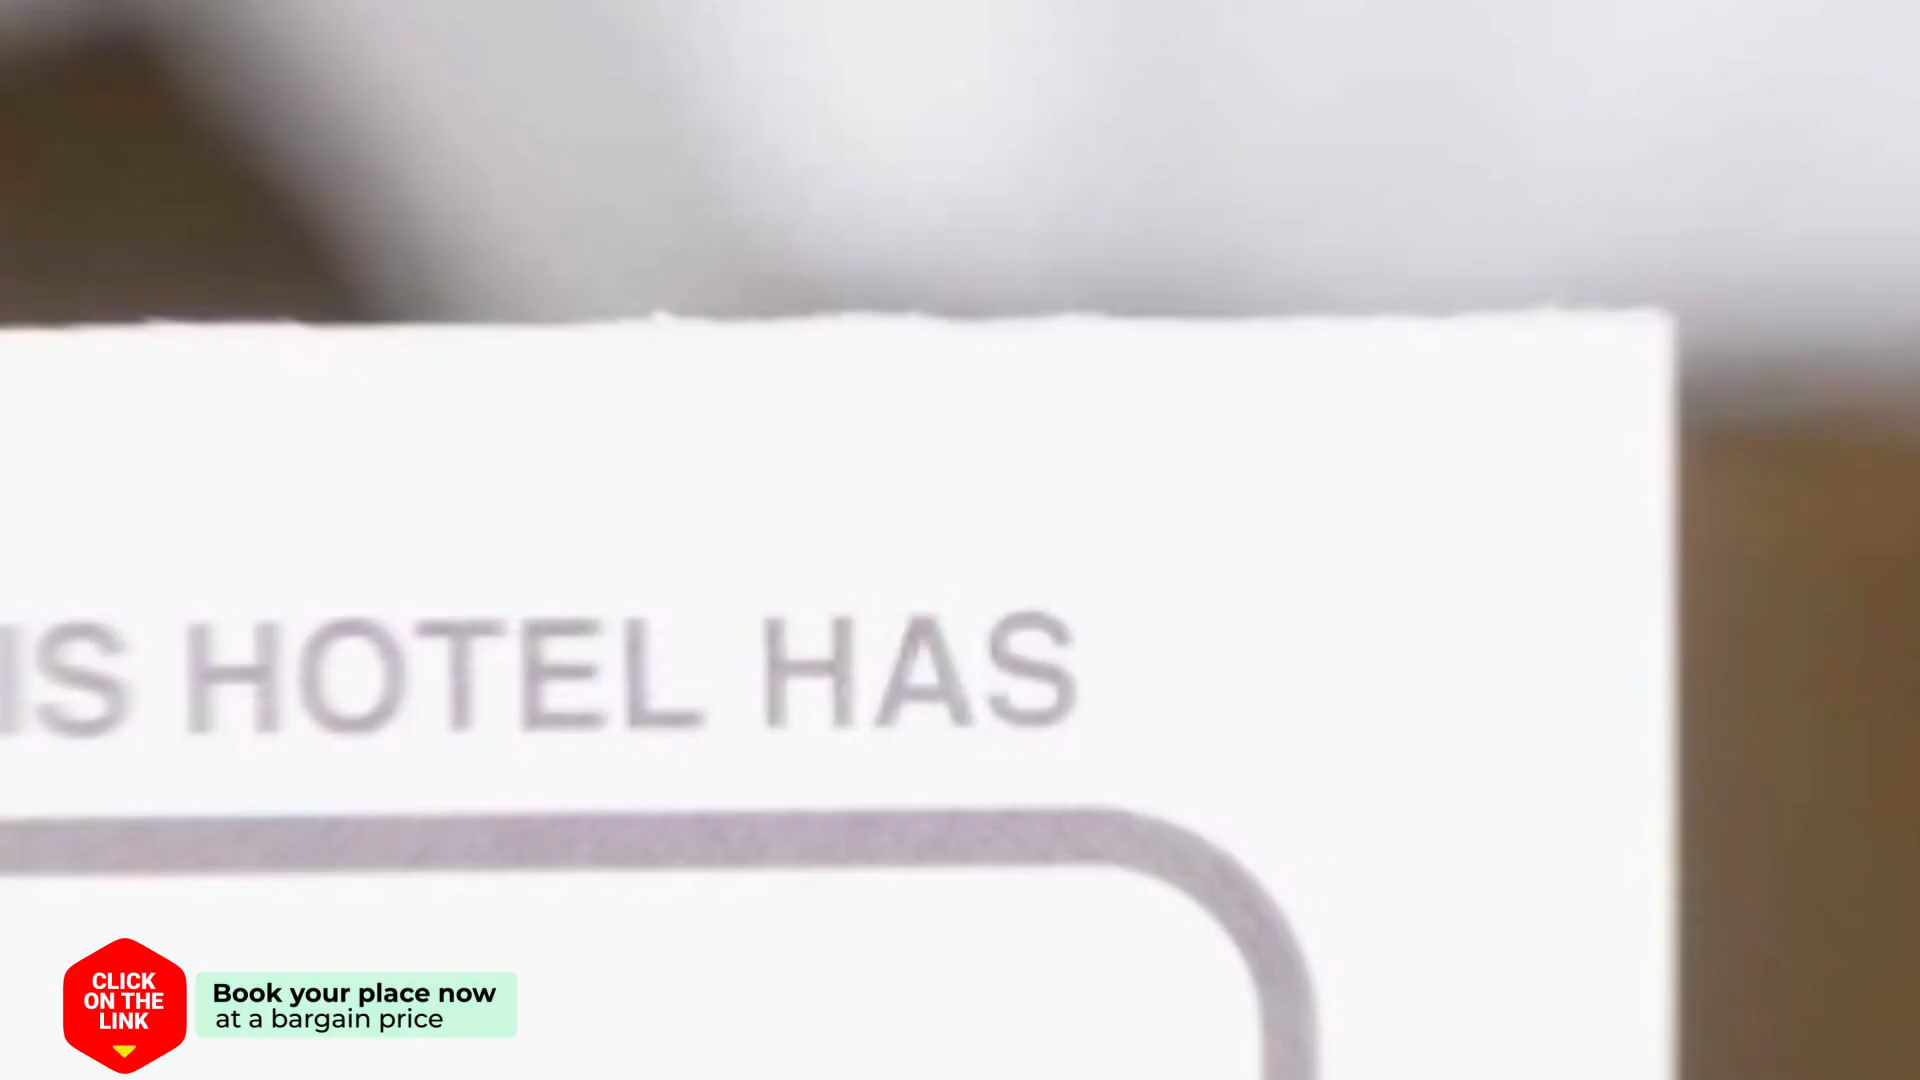 HOTEL HAS
CLICK
ON THE
LINK
Book your place now
at a bargain price